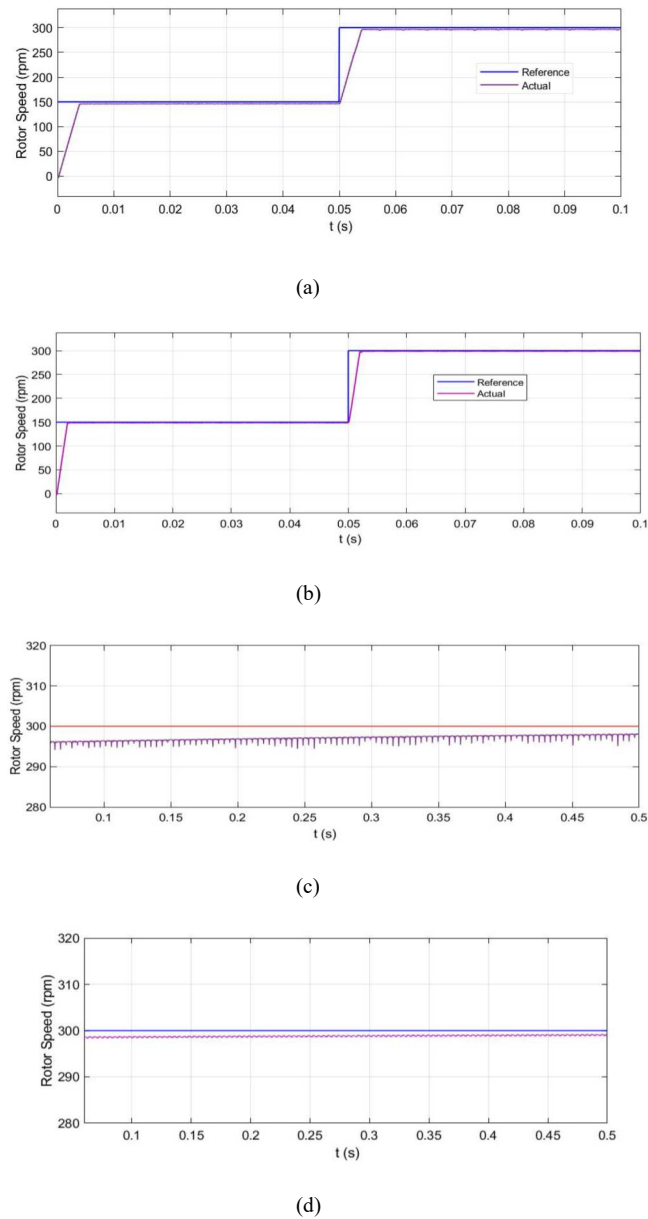 300
250
200
150
100
50
0
Rotor Speed (rpm)
Reference
Actual
0 0.01 0.02 0.03 0.04 0.05 0.06 0.07 0.08 0.09 0.1
t (s)
(a)
300
250
200
150
100
50
0
Rotor Speed (rpm)
Reference
Actual
0 0.01 0.02 0.03 0.04 0.05 0.06 0.07 0.08 0.09 0.1
t (s)
(b)
320
310
300
290
280
Rotor Speed (rpm)
0.1 0.15 0.2 0.25 0.3 0.35 0.4 0.45 0.5
t (s)
(c)
320
310
300
290
280
Rotor Speed (rpm)
0.1 0.15 0.2 0.25 0.3 0.35 0.4 0.45 0.5
t (s)
(d)